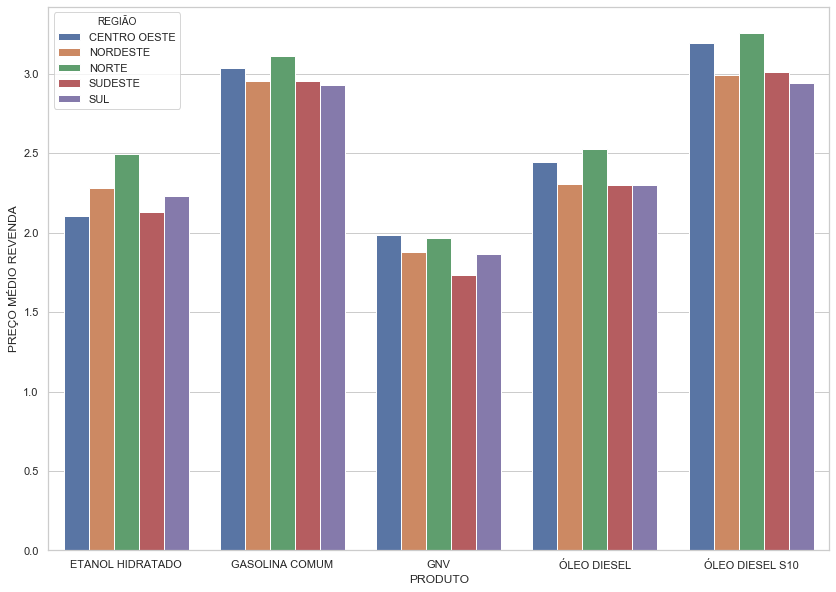 REGIÃO
CENTRO OESTE
NORDESTE
NORTE
SUDESTE
SUL
PREÇO MÉDIO REVENDA
3.0
2.5
2.0
1.5
1.0
0.5
0.0
ETANOL HIDRATADO
GASOLINA COMUM
GNV
ÓLEO DIESEL
ÓLEO DIESEL S10
PRODUTO